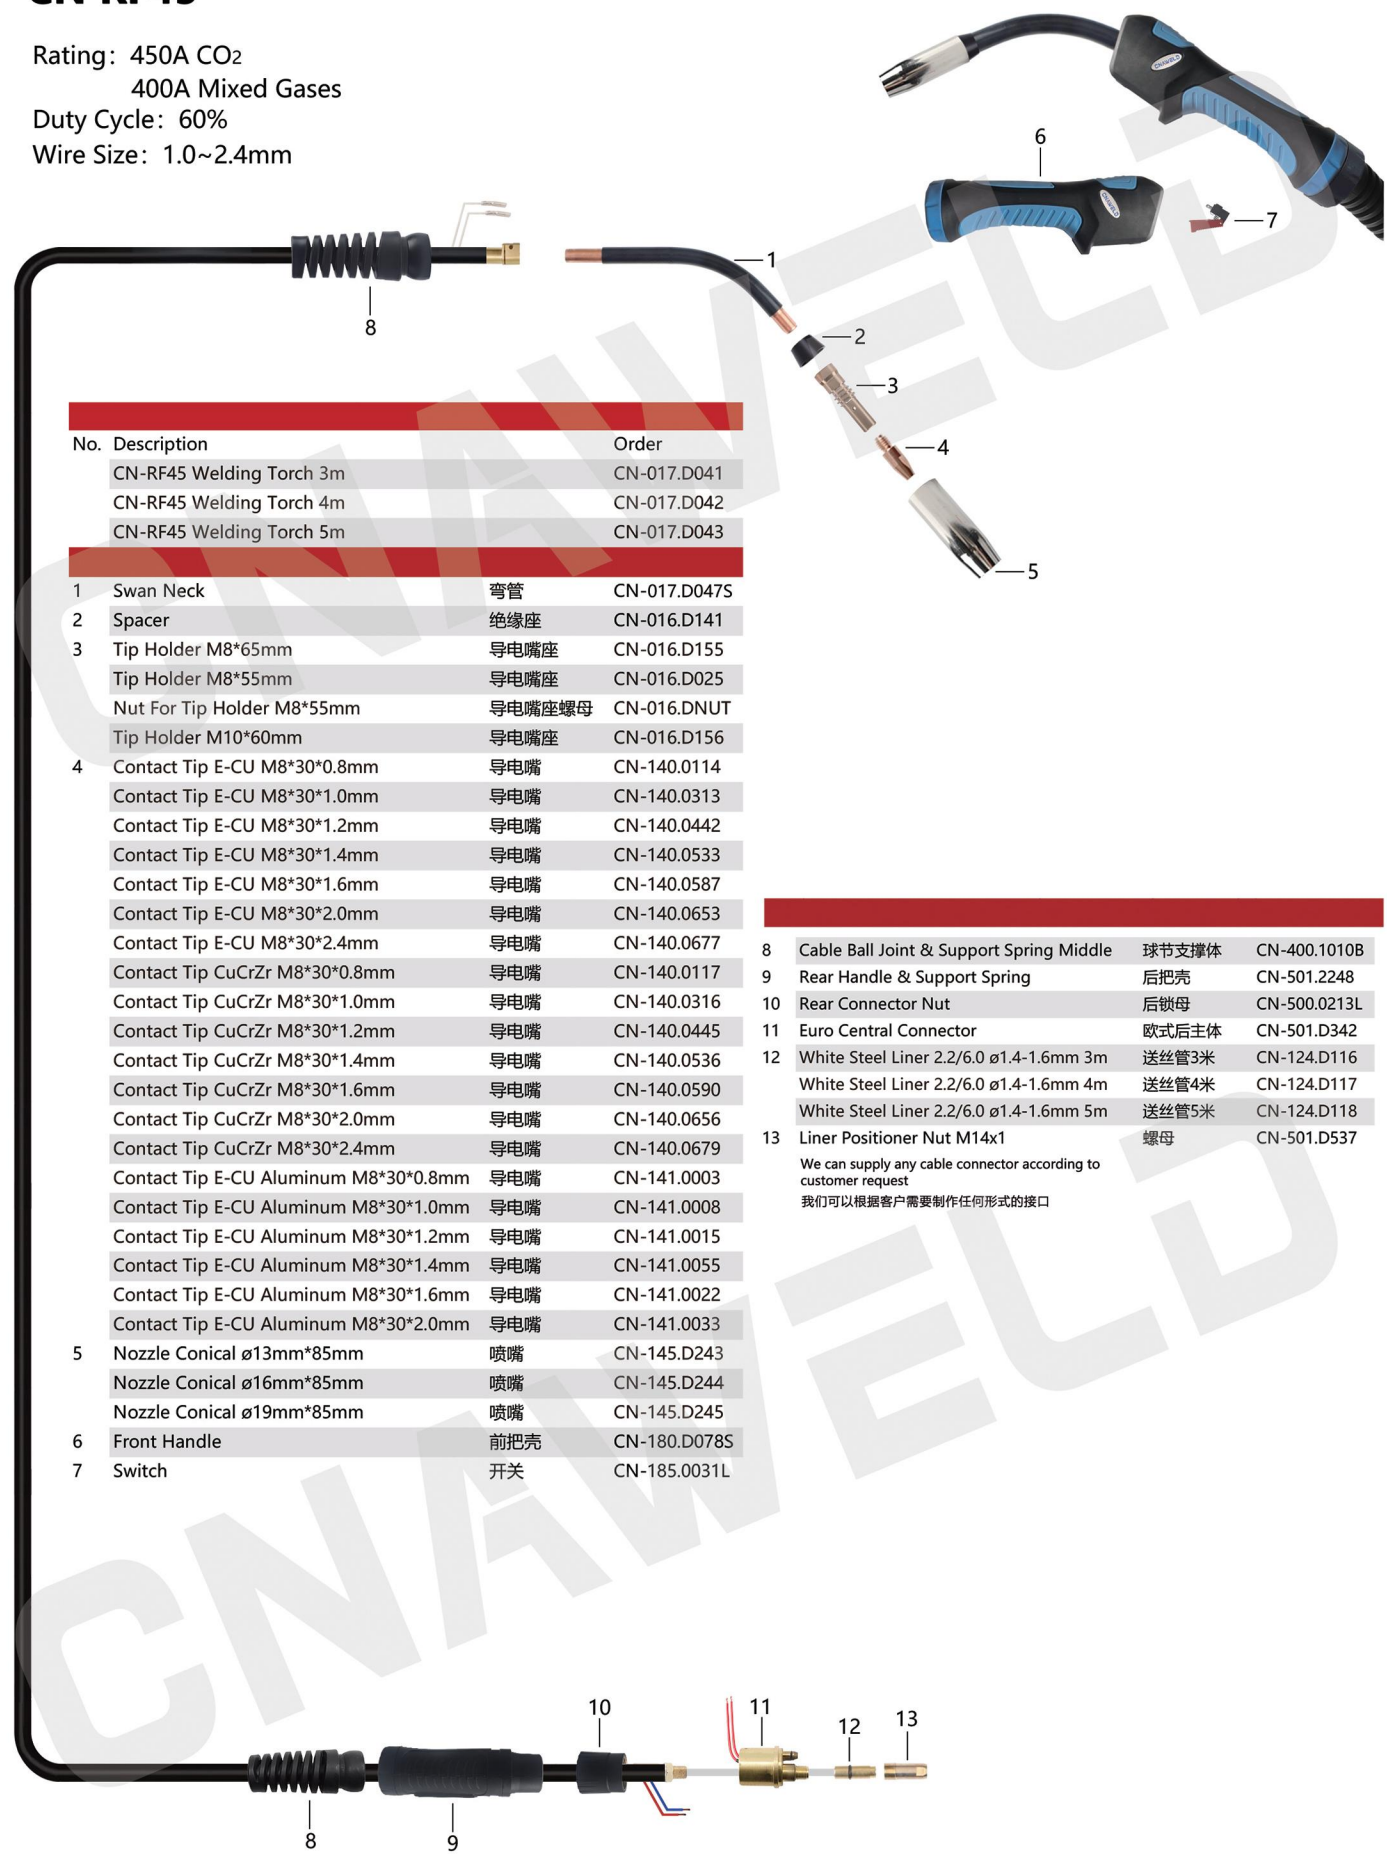 CN-RF45
Rating: 450A CO2
400A Mixed Gases
Duty Cycle: 60%
Wire Size: 1.0~2.4mm
6
7
8
1
2
3
4
5
No. Description Order
CN-RF45 Welding Torch 3m CN-017.D041
CN-RF45 Welding Torch 4m CN-017.D042
CN-RF45 Welding Torch 5m CN-017.D043
1 Swan Neck 弯管 CN-017.D047S
2 Spacer 绝缘座 CN-016.D141
3 Tip Holder M8*65mm 导电嘴座 CN-016.D155
Tip Holder M8*55mm 导电嘴座 CN-016.D025
Nut For Tip Holder M8*55mm 导电嘴座螺母 CN-016.DNUT
Tip Holder M10*60mm 导电嘴座 CN-016.D156
4 Contact Tip E-CU M8*30*0.8mm 导电嘴 CN-140.0114
Contact Tip E-CU M8*30*1.0mm 导电嘴 CN-140.0313
Contact Tip E-CU M8*30*1.2mm 导电嘴 CN-140.0442
Contact Tip E-CU M8*30*1.4mm 导电嘴 CN-140.0533
Contact Tip E-CU M8*30*1.6mm 导电嘴 CN-140.0587
Contact Tip E-CU M8*30*2.0mm 导电嘴 CN-140.0653
Contact Tip E-CU M8*30*2.4mm 导电嘴 CN-140.0677
Contact Tip CuCrZr M8*30*0.8mm 导电嘴 CN-140.0117
Contact Tip CuCrZr M8*30*1.0mm 导电嘴 CN-140.0316
Contact Tip CuCrZr M8*30*1.2mm 导电嘴 CN-140.0445
Contact Tip CuCrZr M8*30*1.4mm 导电嘴 CN-140.0536
Contact Tip CuCrZr M8*30*1.6mm 导电嘴 CN-140.0590
Contact Tip CuCrZr M8*30*2.0mm 导电嘴 CN-140.0656
Contact Tip CuCrZr M8*30*2.4mm 导电嘴 CN-140.0679
Contact Tip E-CU Aluminum M8*30*0.8mm 导电嘴 CN-141.0003
Contact Tip E-CU Aluminum M8*30*1.0mm 导电嘴 CN-141.0008
Contact Tip E-CU Aluminum M8*30*1.2mm 导电嘴 CN-141.0015
Contact Tip E-CU Aluminum M8*30*1.4mm 导电嘴 CN-141.0055
Contact Tip E-CU Aluminum M8*30*1.6mm 导电嘴 CN-141.0022
Contact Tip E-CU Aluminum M8*30*2.0mm 导电嘴 CN-141.0033
5 Nozzle Conical ø13mm*85mm 喷嘴 CN-145.D243
Nozzle Conical ø16mm*85mm 喷嘴 CN-145.D244
Nozzle Conical ø19mm*85mm 喷嘴 CN-145.D245
6 Front Handle 前把壳 CN-180.D078S
7 Switch 开关 CN-185.0031L
8 Cable Ball Joint & Support Spring Middle 球节支撑体 CN-400.1010B
9 Rear Handle & Support Spring 后把壳 CN-501.2248
10 Rear Connector Nut 后锁母 CN-500.0213L
11 Euro Central Connector 欧式后主体 CN-501.D342
12 White Steel Liner 2.2/6.0 ø1.4-1.6mm 3m 送丝管3米 CN-124.D116
White Steel Liner 2.2/6.0 ø1.4-1.6mm 4m 送丝管4米 CN-124.D117
White Steel Liner 2.2/6.0 ø1.4-1.6mm 5m 送丝管5米 CN-124.D118
13 Liner Positioner Nut M14x1 螺母 CN-501.D537
We can supply any cable connector according to
customer request
我们可以根据客户需要制作任何形式的接口
10
11
12
13
8
9
CNAWELD
CNAWELD
CNAWELD
CNAWELD